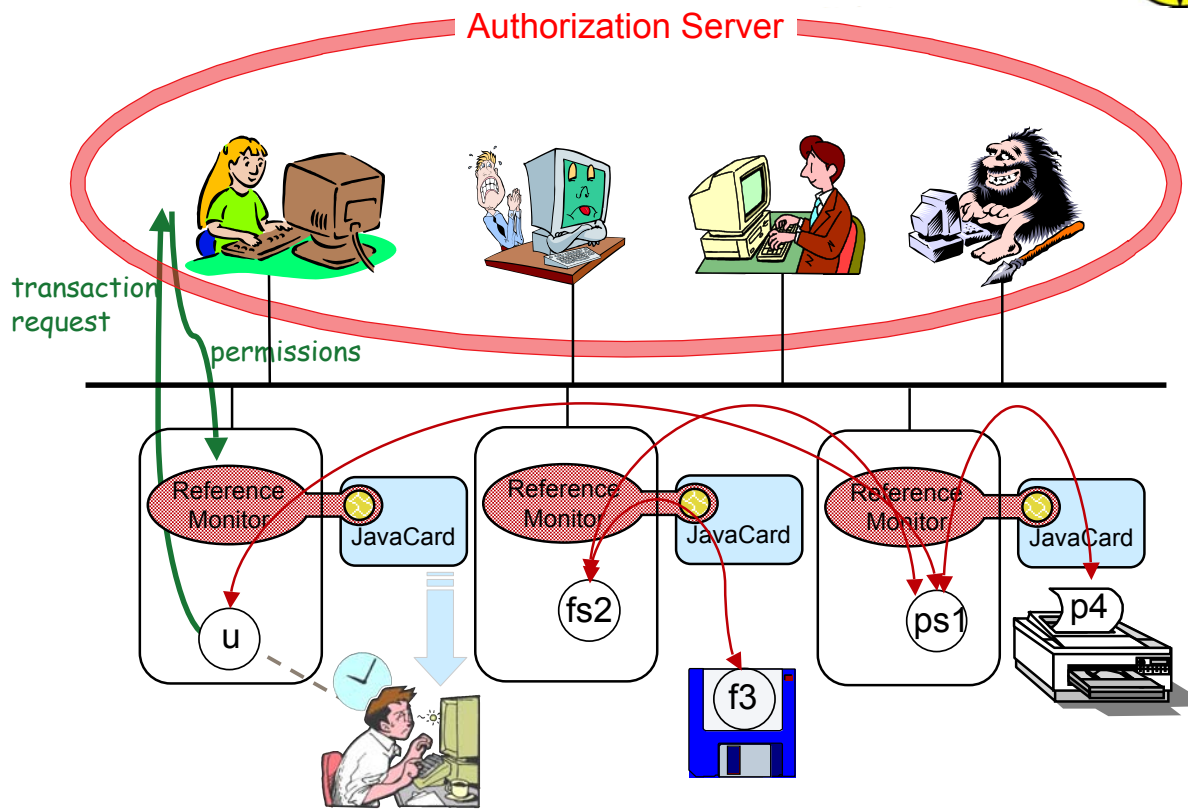 Authorization Server
transaction
request
permissions
Reference
Monitor
JavaCard
Reference
Monitor
JavaCard
Reference
Monitor
JavaCard
u
fs2
ps1
p4
f3